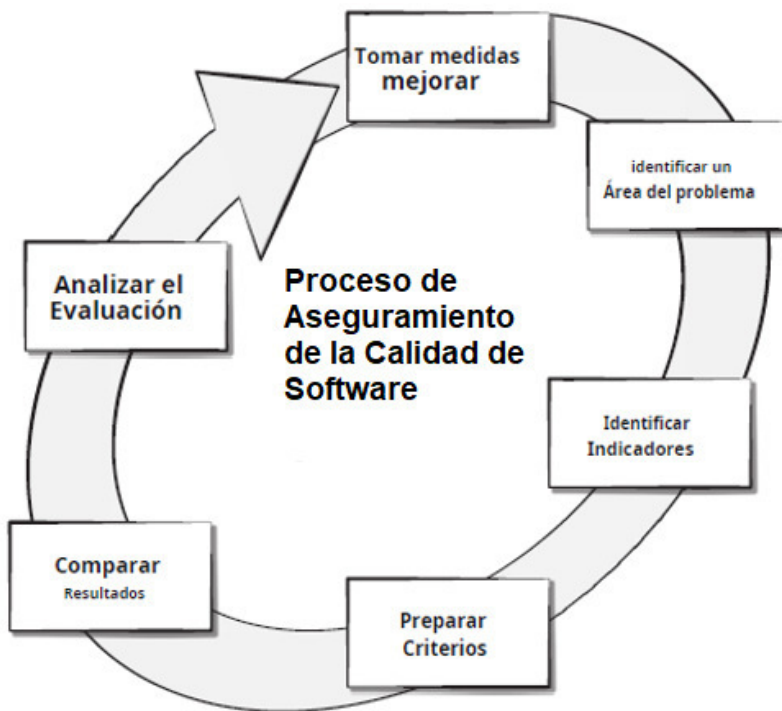 Tomar medidas
mejorar
identificar un
Área del problema
Identificar
Indicadores
Preparar
Criterios
Comparar
Resultados
Analizar el
Evaluación
Proceso de
Aseguramiento
de la Calidad de
Software